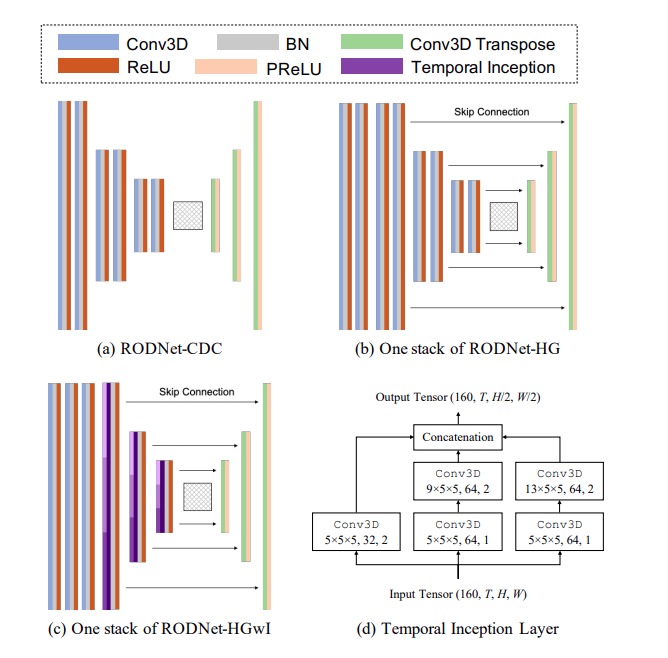 Conv3D BN Conv3D Transpose
ReLU PReLU Temporal Inception
Skip Connection
(a) RODNet-CDC
(b) One stack of RODNet-HG
Skip Connection
(c) One stack of RODNet-HGwI
Output Tensor (160, T, H/2, W/2)
Concatenation
Conv3D
9×5×5, 64, 2
Conv3D
13×5×5, 64, 2
Conv3D
5×5×5, 32, 2
Conv3D
5×5×5, 64, 1
Conv3D
5×5×5, 64, 1
Input Tensor (160, T, H, W)
(d) Temporal Inception Layer